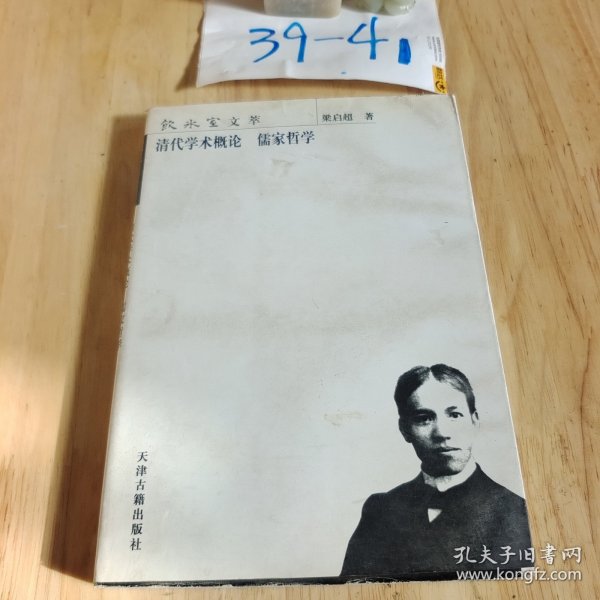 39-41
飲冰室文萃 梁启超 著
清代学术概论 儒家哲学
天津古籍出版社
孔夫子旧书网
www.kongfz.com